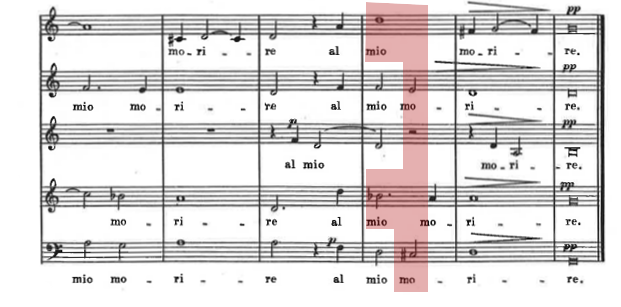 pp
mo - ri - - re al mio mo - ri - - re.
pp
mio mo - ri - - re al mio mo - ri - - re.
p pp
al mio mo - ri - - re.
pp
mo - ri - - re al mio mo - ri - - re.
p pp
mio mo - ri - - re al mio mo - ri - - re.